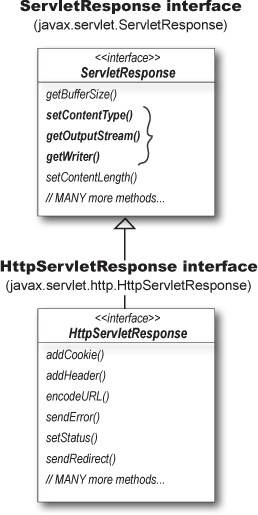 ServletResponse interface
(javax.servlet.ServletResponse)
<<interface>>
ServletResponse
getBufferSize()
setContentType()
getOutputStream()
getWriter()
setContentLength()
// MANY more methods...
HttpServletResponse interface
(javax.servlet.http.HttpServletResponse)
<<interface>>
HttpServletResponse
addCookie()
addHeader()
encodeURL()
sendError()
setStatus()
sendRedirect()
// MANY more methods...